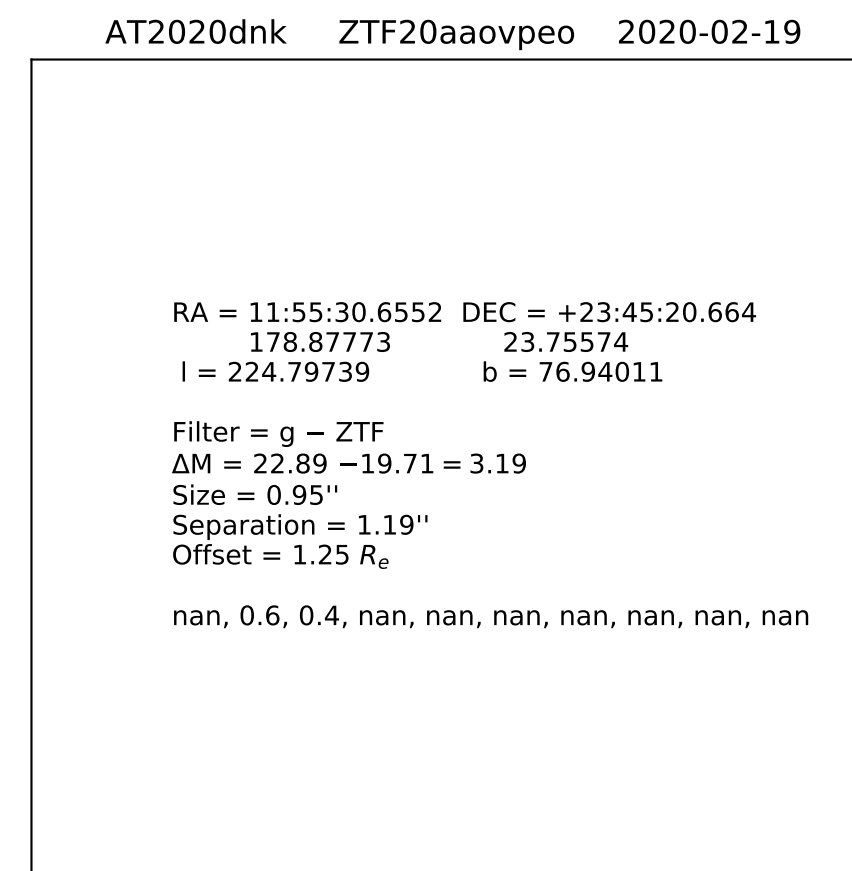 AT2020dnk ZTF20aaovpeo 2020-02-19
RA = 11:55:30.6552 DEC = +23:45:20.664
178.87773 23.75574
l = 224.79739 b = 76.94011
Filter = g − ZTF
ΔM = 22.89 −19.71 = 3.19
Size = 0.95''
Separation = 1.19''
Offset = 1.25 Re
nan, 0.6, 0.4, nan, nan, nan, nan, nan, nan, nan